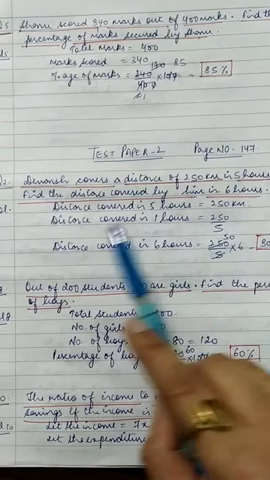 Shanu scored 340 marks out of 400 marks. Find the
percentage of marks secured by Shanu
Total Marks = 400
marks scored = 340
% age of marks = 340/400 × 100 = 85%
TEST PAPER-2 Page No. 147
covers a distance of 250 km in 5 hours
Find the distance covered by him in 6 hours.
Distance covered in 5 hours = 250 km
Distance covered in 1 hours = 250/5
Distance covered in 6 hours = 250/5 × 6 =
Out of 200 students are girls. find the
of boys.
Total students
No. of girls
No of boys - 80 = 120
Percentage of 60%
The Ratio of income to
savings if the income is
let the income = 7x
let the expenditure